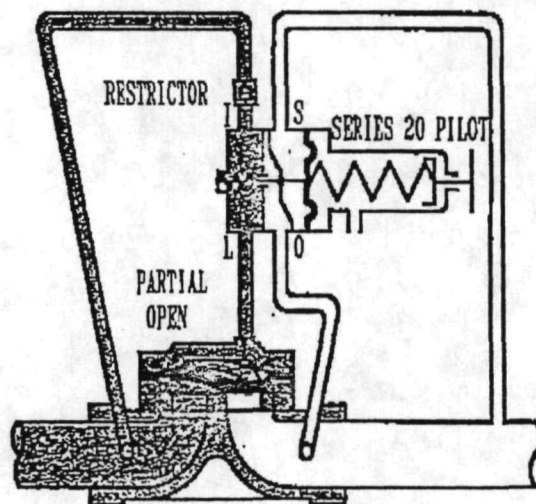 RESTRICTOR
I
S
SERIES 20 PILOT
L
O
PARTIAL
OPEN